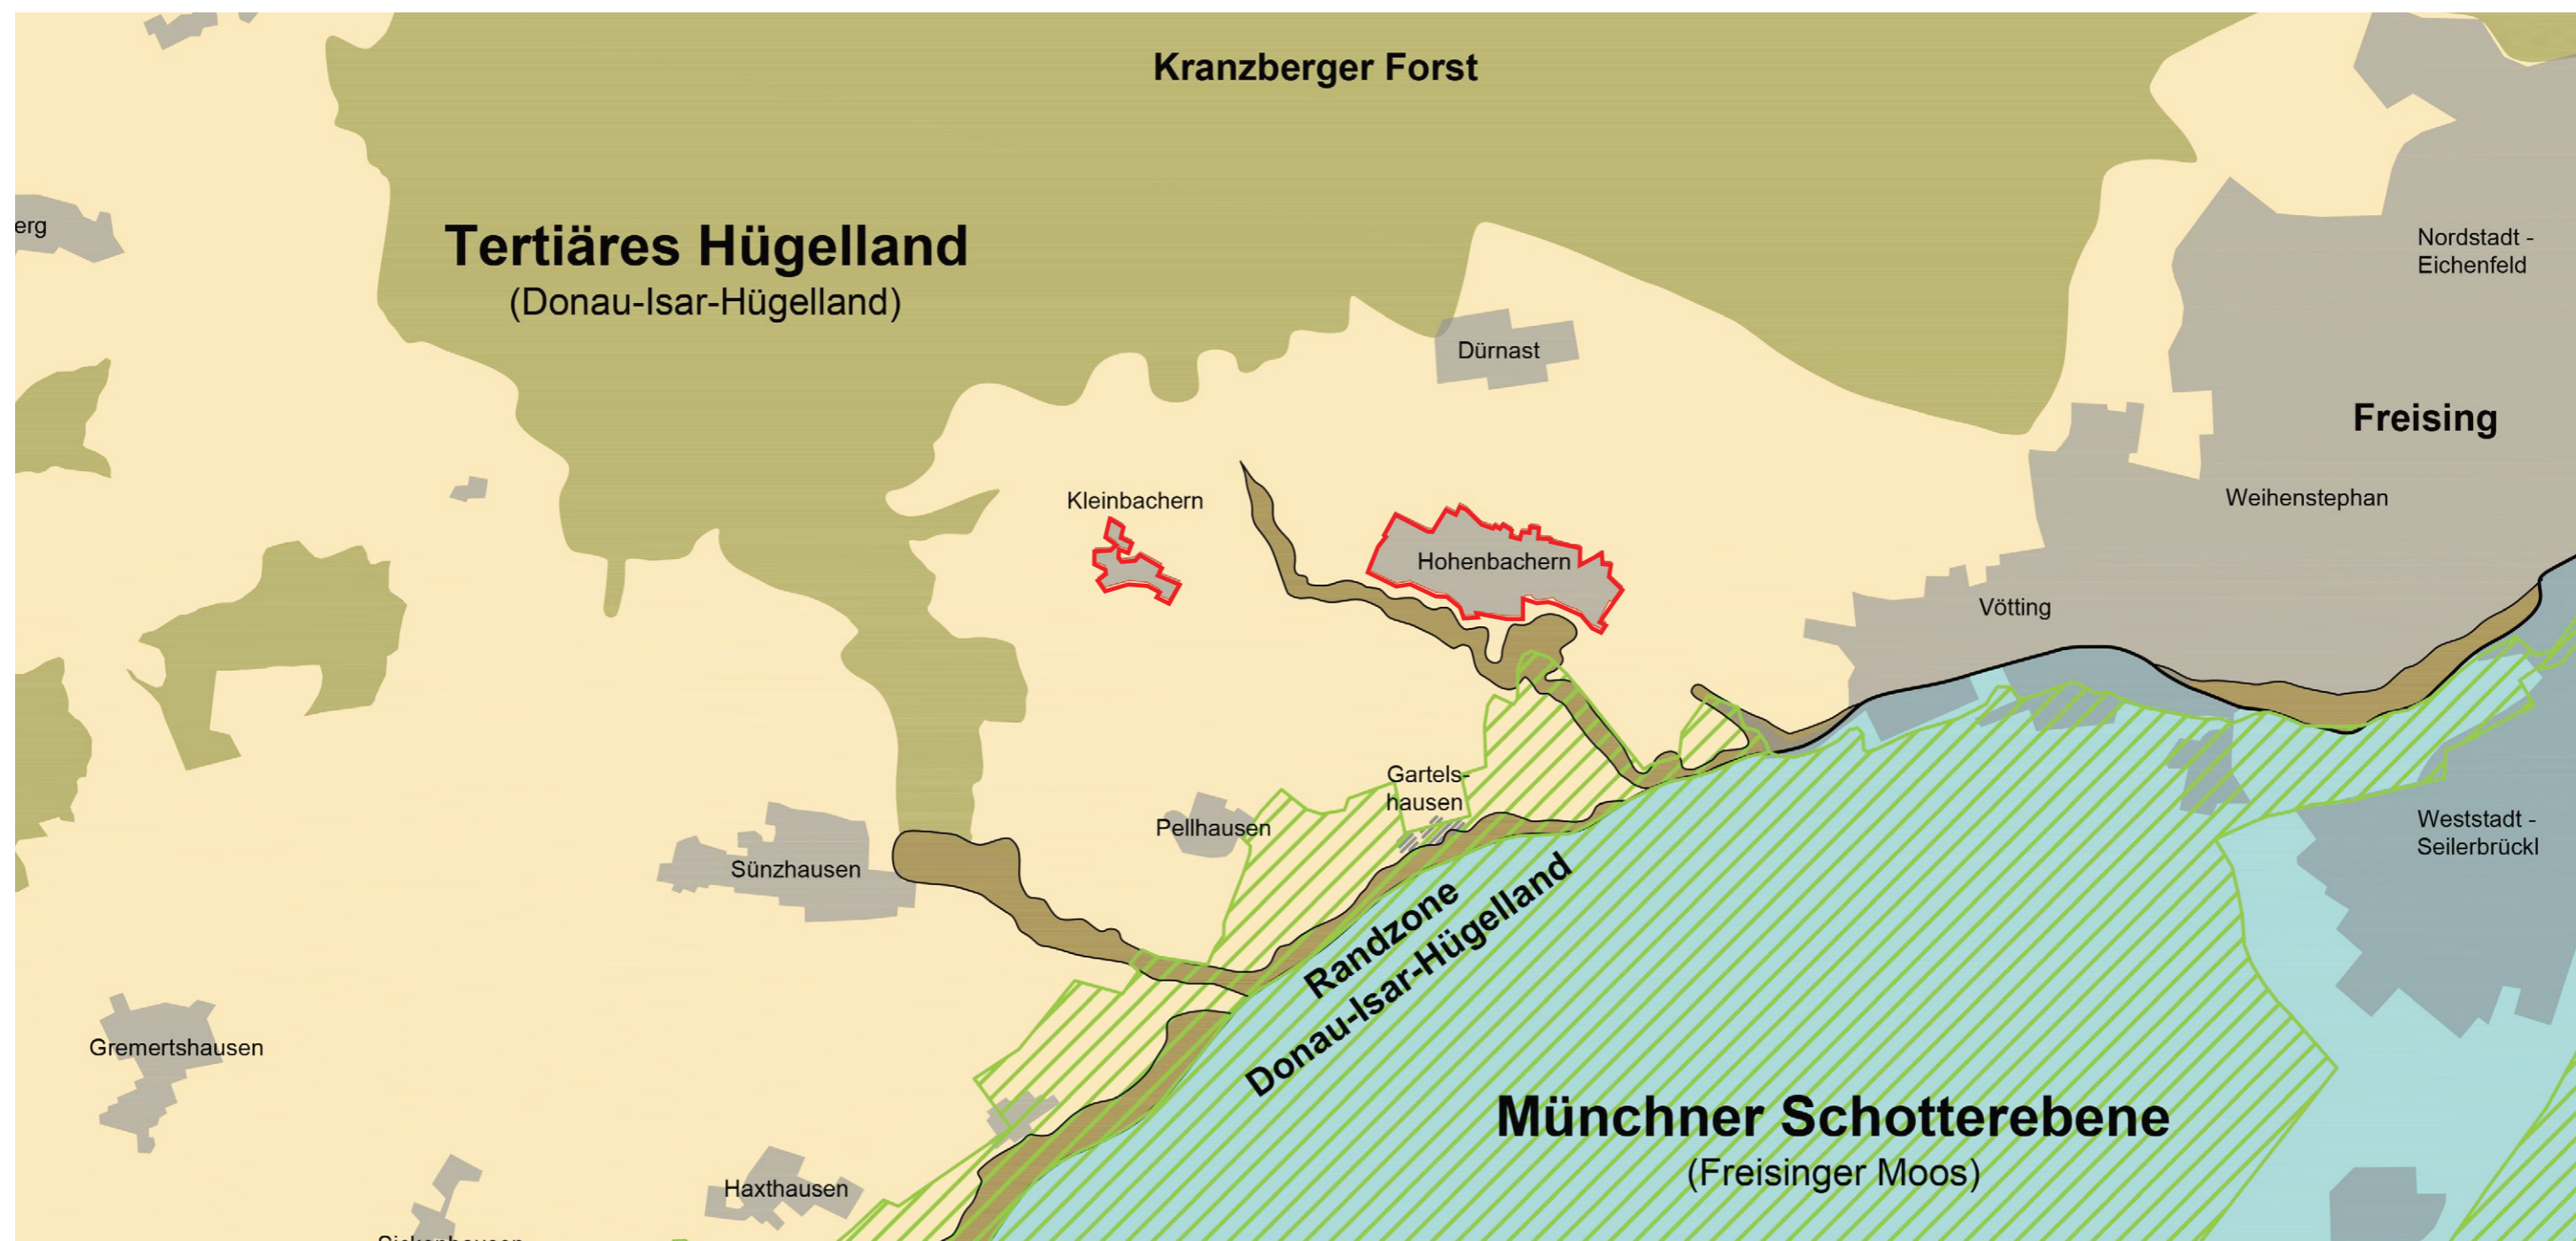 Kranzberger Forst
erg
Tertiäres Hügelland
(Donau-Isar-Hügelland)
Nordstadt -
Eichenfeld
Dürnast
Freising
Kleinbachern
Weihenstephan
Hohenbachern
Vötting
Gartels-
hausen
Pellhausen
Weststadt -
Seilerbrückl
Sünzhausen
Randzone
Donau-Isar-Hügelland
Gremertshausen
Münchner Schotterebene
(Freisinger Moos)
Haxthausen